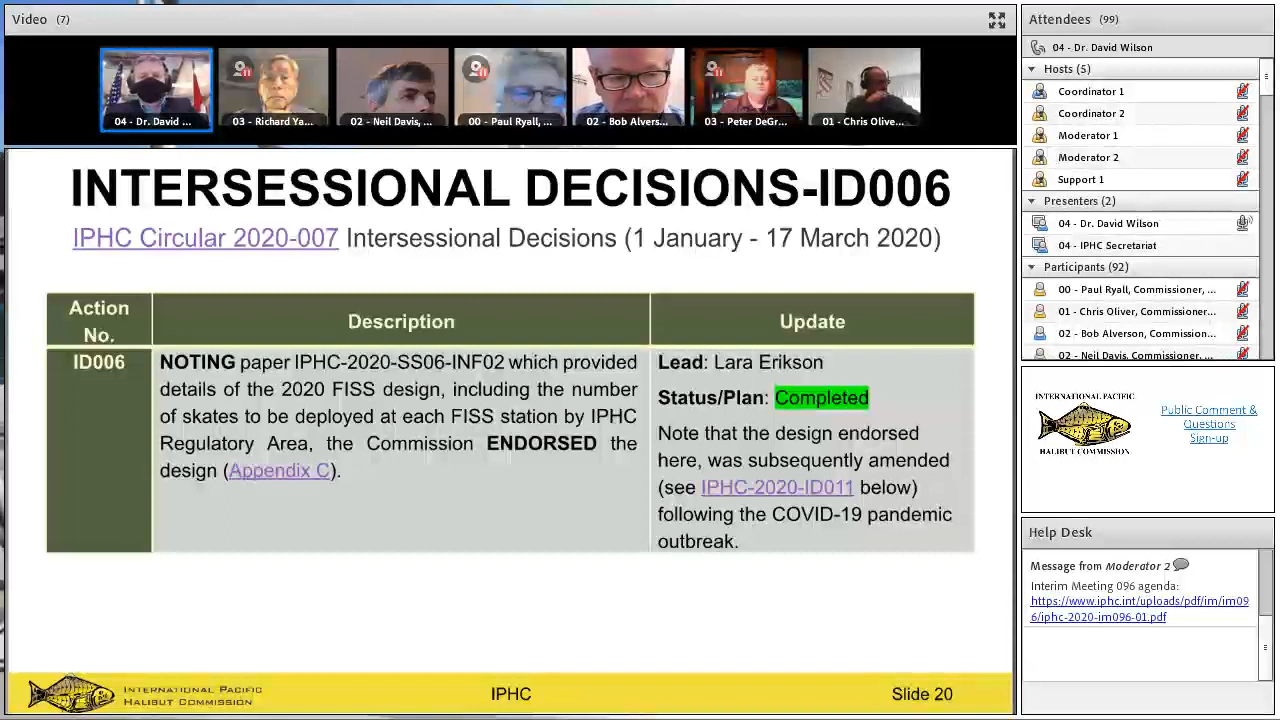 Video (7)
04 - Dr. David ...
03 - Richard Ya...
02 - Neil Davis, ...
00 - Paul Ryall, ...
02 - Bob Alvers...
03 - Peter DeGr...
01 - Chris Olive...
INTERSESSIONAL DECISIONS-ID006
IPHC Circular 2020-007 Intersessional Decisions (1 January - 17 March 2020)
Action
No.
Description
Update
ID006
NOTING paper IPHC-2020-SS06-INF02 which provided
details of the 2020 FISS design, including the number
of skates to be deployed at each FISS station by IPHC
Regulatory Area, the Commission ENDORSED the
design (Appendix C).
Lead: Lara Erikson
Status/Plan: Completed
Note that the design endorsed
here, was subsequently amended
(see IPHC-2020-ID011 below)
following the COVID-19 pandemic
outbreak.
INTERNATIONAL PACIFIC
HALIBUT COMMISSION
IPHC
Slide 20
Attendees (99)
04 - Dr. David Wilson
Hosts (5)
Coordinator 1
Coordinator 2
Moderator 1
Moderator 2
Support 1
Presenters (2)
04 - Dr. David Wilson
04 - IPHC Secretariat
Participants (92)
00 - Paul Ryall, Commissioner, ...
01 - Chris Oliver, Commissioner...
02 - Bob Alverson, Commission...
02 - Neil Davis, Commissioner, ...
INTERNATIONAL PACIFIC
HALIBUT COMMISSION
Public Comment &
Questions
Sign-up
Help Desk
Message from Moderator 2
Interim Meeting 096 agenda:
https://www.iphc.int/uploads/pdf/im/im09
6/iphc-2020-im096-01.pdf